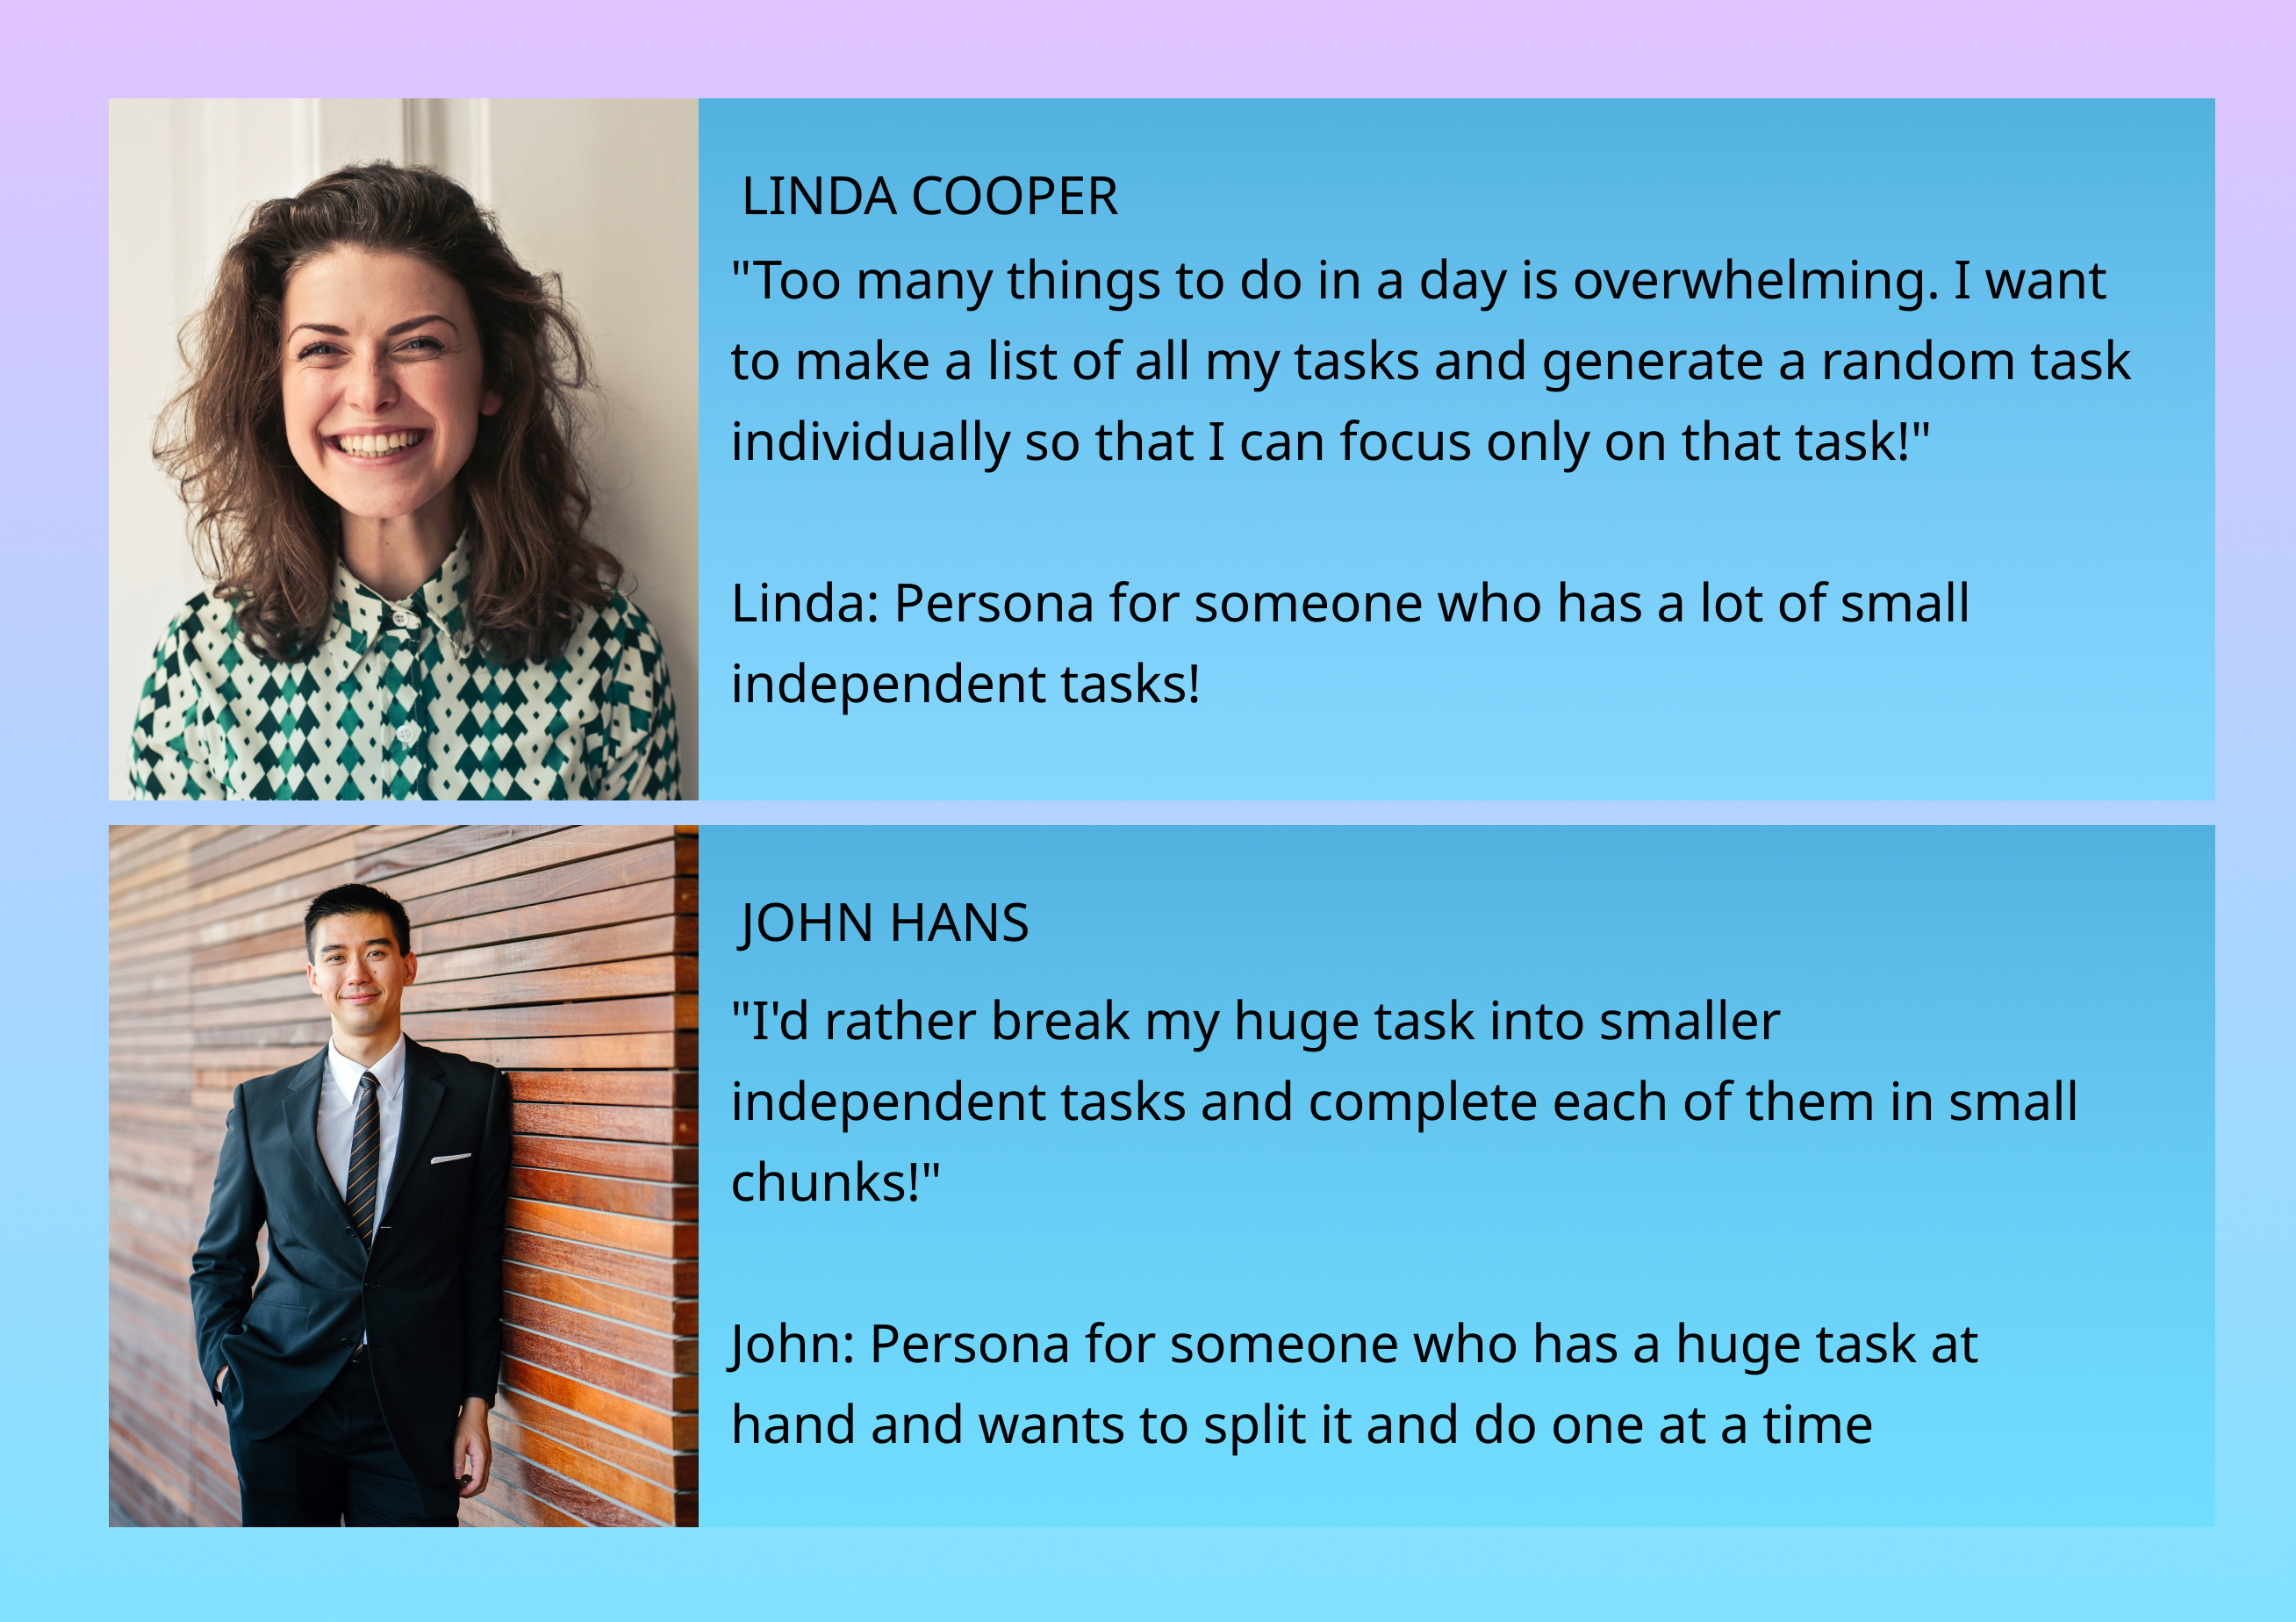 LINDA COOPER
"Too many things to do in a day is overwhelming. I want
to make a list of all my tasks and generate a random task
individually so that I can focus only on that task!"
Linda: Persona for someone who has a lot of small
independent tasks!
JOHN HANS
"I'd rather break my huge task into smaller
independent tasks and complete each of them in small
chunks!"
John: Persona for someone who has a huge task at
hand and wants to split it and do one at a time